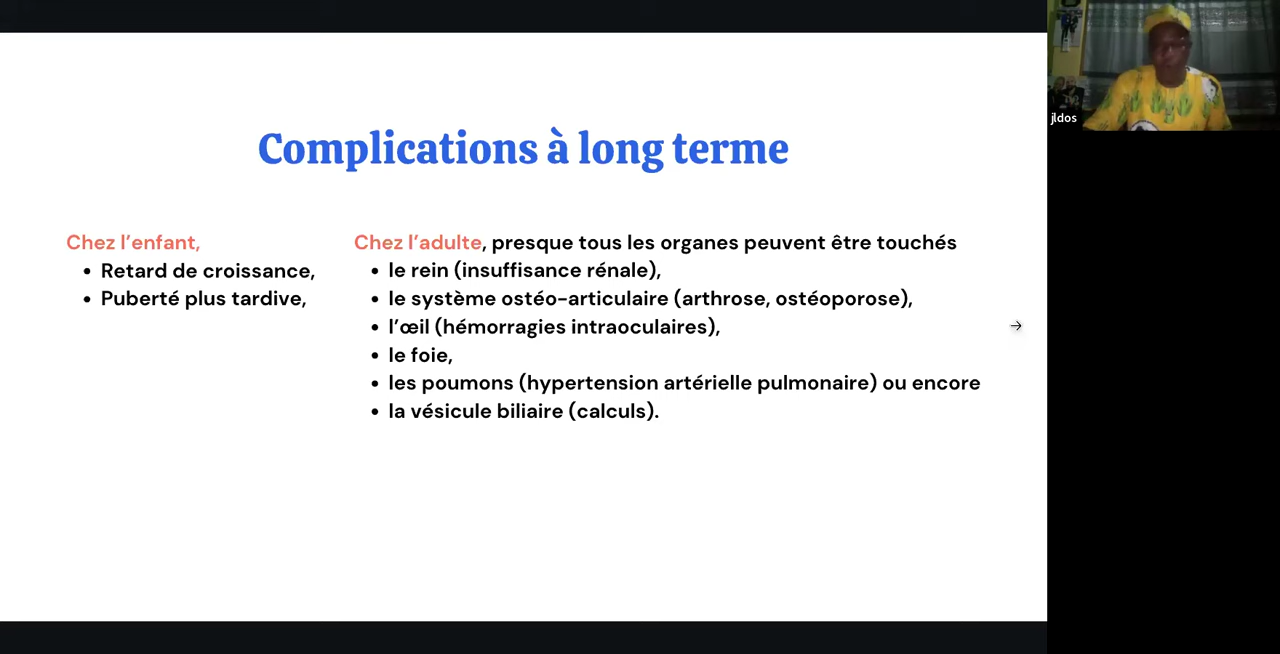 Complications à long terme
Chez l’enfant,
• Retard de croissance,
• Puberté plus tardive,
Chez l’adulte, presque tous les organes peuvent être touchés
• le rein (insuffisance rénale),
• le système ostéo-articulaire (arthrose, ostéoporose),
• l’œil (hémorragies intraoculaires),
• le foie,
• les poumons (hypertension artérielle pulmonaire) ou encore
• la vésicule biliaire (calculs).
jldos